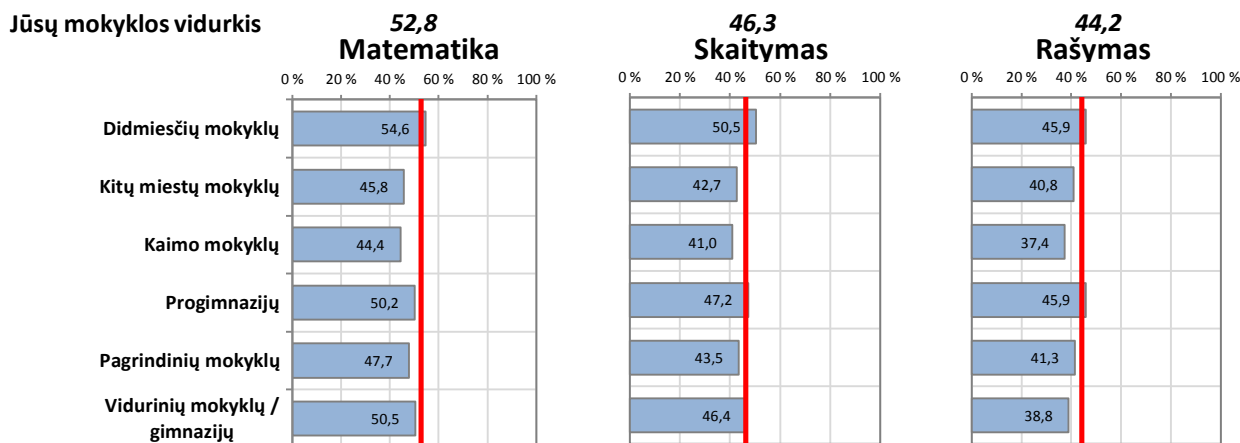 Jūsų mokyklos vidurkis 52,8 46,3 44,2
Matematika Skaitymas Rašymas
0 % 20 % 40 % 60 % 80 % 100 % 0 % 20 % 40 % 60 % 80 % 100 % 0 % 20 % 40 % 60 % 80 % 100 %
Didmiesčių mokyklų 54,6 50,5 45,9
Kitų miestų mokyklų 45,8 42,7 40,8
Kaimo mokyklų 44,4 41,0 37,4
Progimnazijų 50,2 47,2 45,9
Pagrindinių mokyklų 47,7 43,5 41,3
Vidurinių mokyklų /
gimnazijų 50,5 46,4 38,8